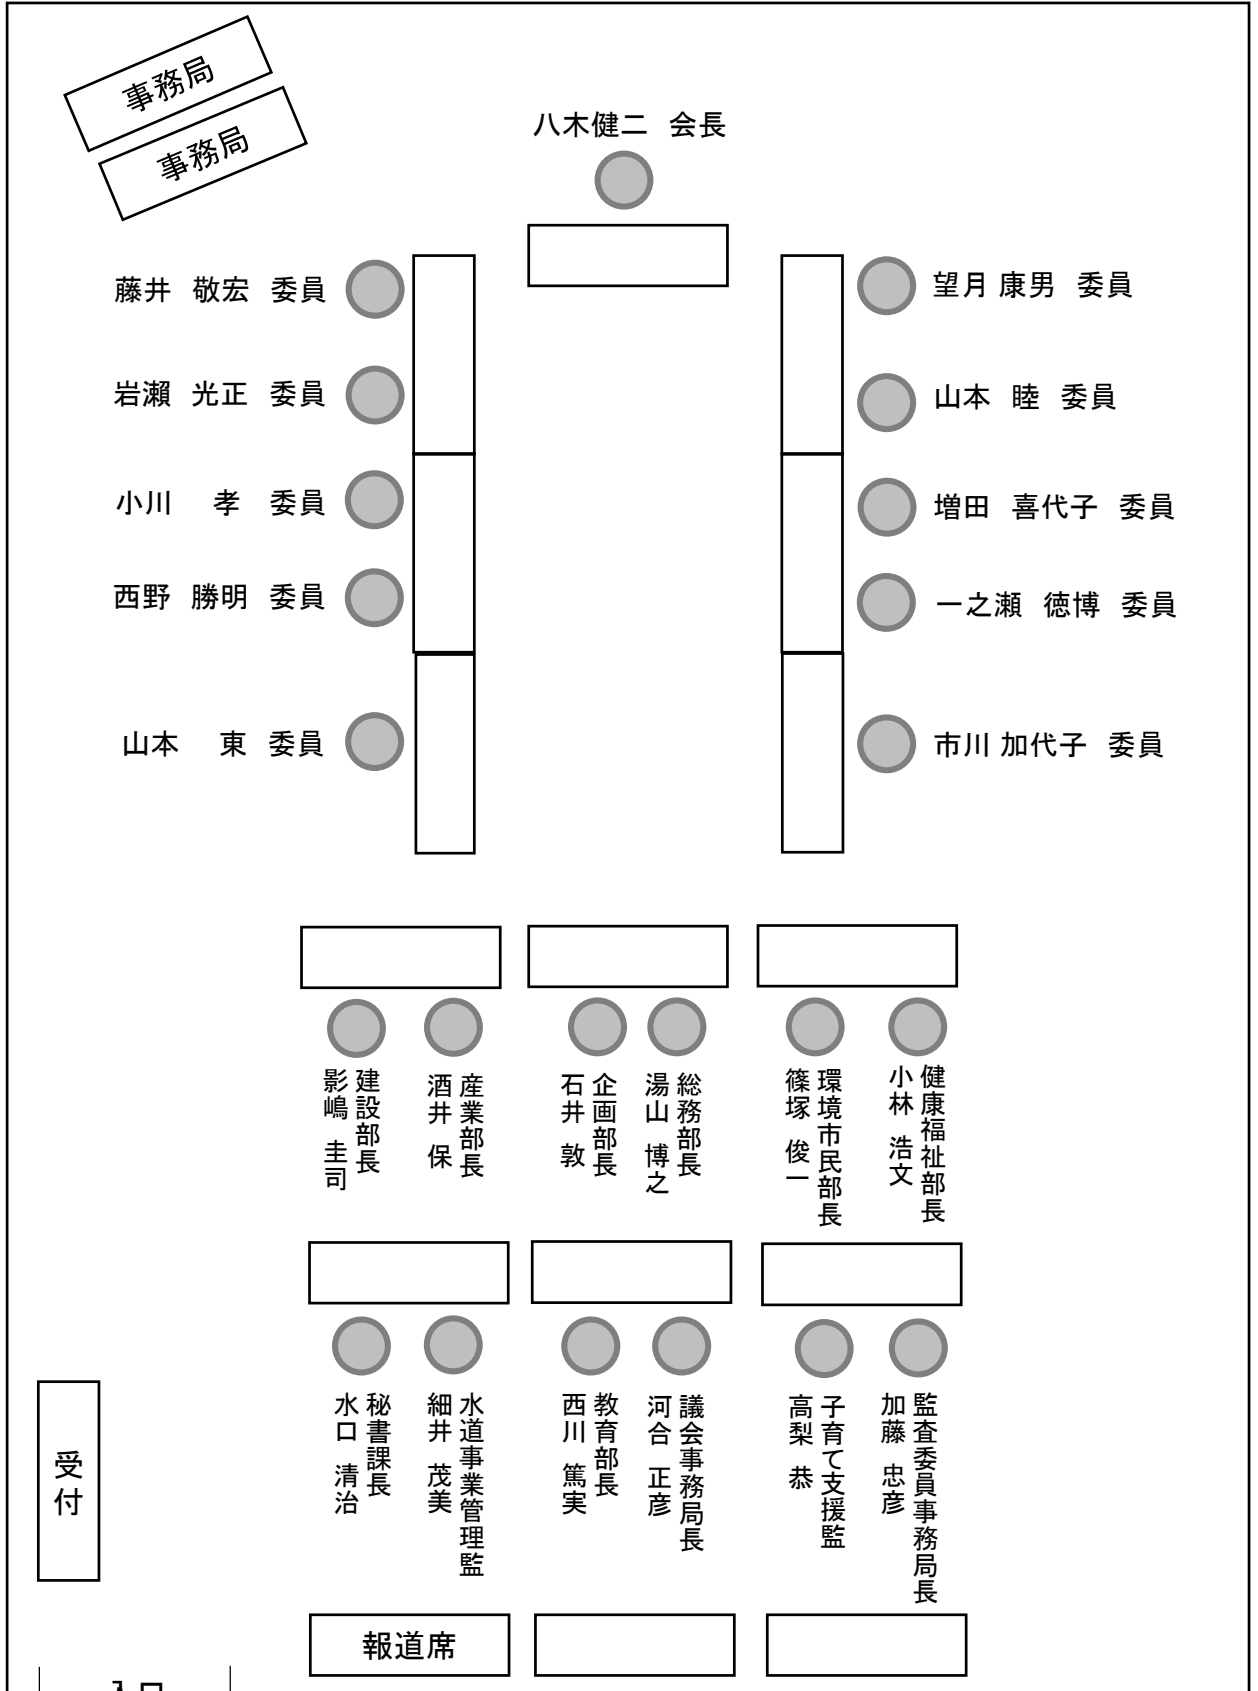 事務局
事務局
八木健二 会長
藤井 敬宏 委員
望月 康男 委員
岩瀨 光正 委員
山本 睦 委員
小川 孝 委員
増田 喜代子 委員
西野 勝明 委員
一之瀬 徳博 委員
山本 東 委員
市川 加代子 委員
建設部長
影嶋 圭司
産業部長
酒井 保
企画部長
石井 敦
総務部長
湯山 博之
環境市民部長
篠塚 俊一
健康福祉部長
小林 浩文
秘書課長
水口 清治
水道事業管理監
細井 茂美
教育部長
西川 篤実
議会事務局長
河合 正彦
子育て支援監
高梨 恭
監査委員事務局長
加藤 忠彦
受付
報道席
入口